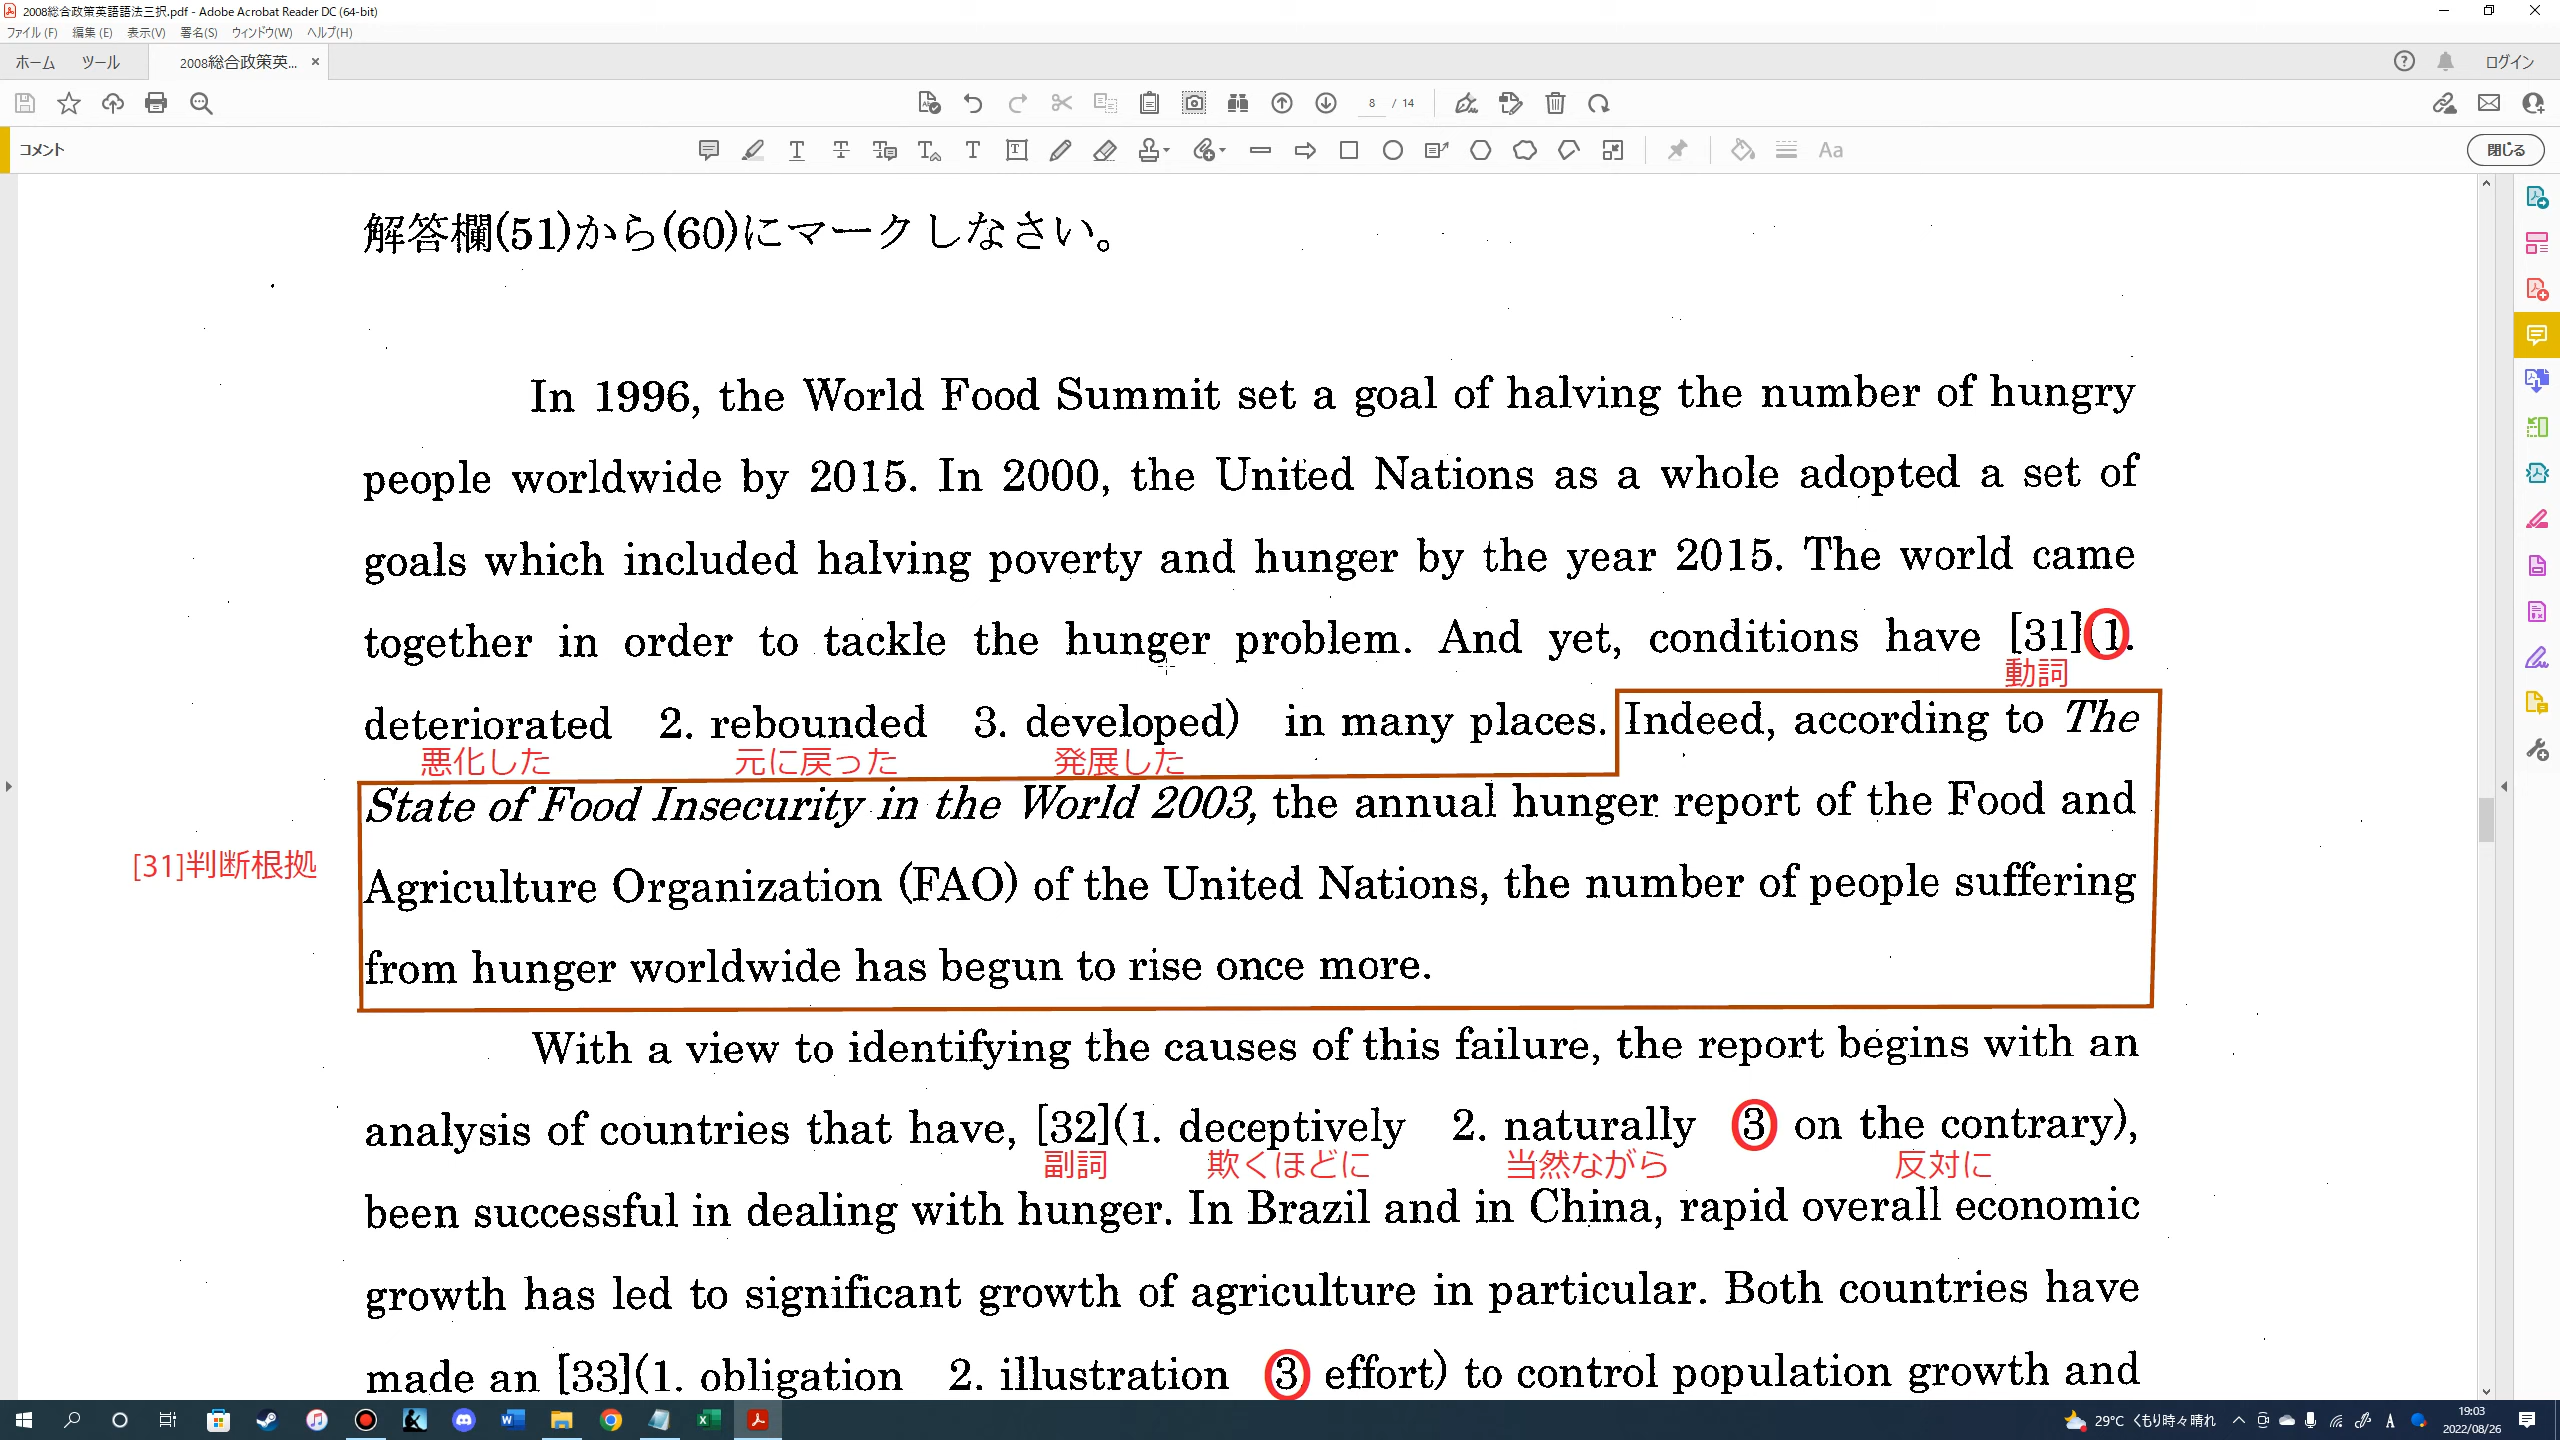 2008総合政策英語語法三択.pdf - Adobe Acrobat Reader DC (64-bit)
ファイル(F) 編集(E) 表示(V) 署名(S) ウィンドウ(W) ヘルプ(H)
ホーム ツール 2008総合政策英... × ログイン
8 / 14
コメント Aa 閉じる
解答欄(51)から(60)にマークしなさい。
In 1996, the World Food Summit set a goal of halving the number of hungry
people worldwide by 2015. In 2000, the United Nations as a whole adopted a set of
goals which included halving poverty and hunger by the year 2015. The world came
together in order to tackle the hunger problem. And yet, conditions have [31](1.
動詞
deteriorated 2. rebounded 3. developed) in many places. Indeed, according to The
悪化した 元に戻った 発展した
State of Food Insecurity in the World 2003, the annual hunger report of the Food and
[31]判断根拠
Agriculture Organization (FAO) of the United Nations, the number of people suffering
from hunger worldwide has begun to rise once more.
With a view to identifying the causes of this failure, the report begins with an
analysis of countries that have, [32](1. deceptively 2. naturally 3 on the contrary),
副詞 欺くほどに 当然ながら 反対に
been successful in dealing with hunger. In Brazil and in China, rapid overall economic
growth has led to significant growth of agriculture in particular. Both countries have
made an [33](1. obligation 2. illustration 3 effort) to control population growth and
29°C くもり時々晴れ A 19:03
2022/08/26